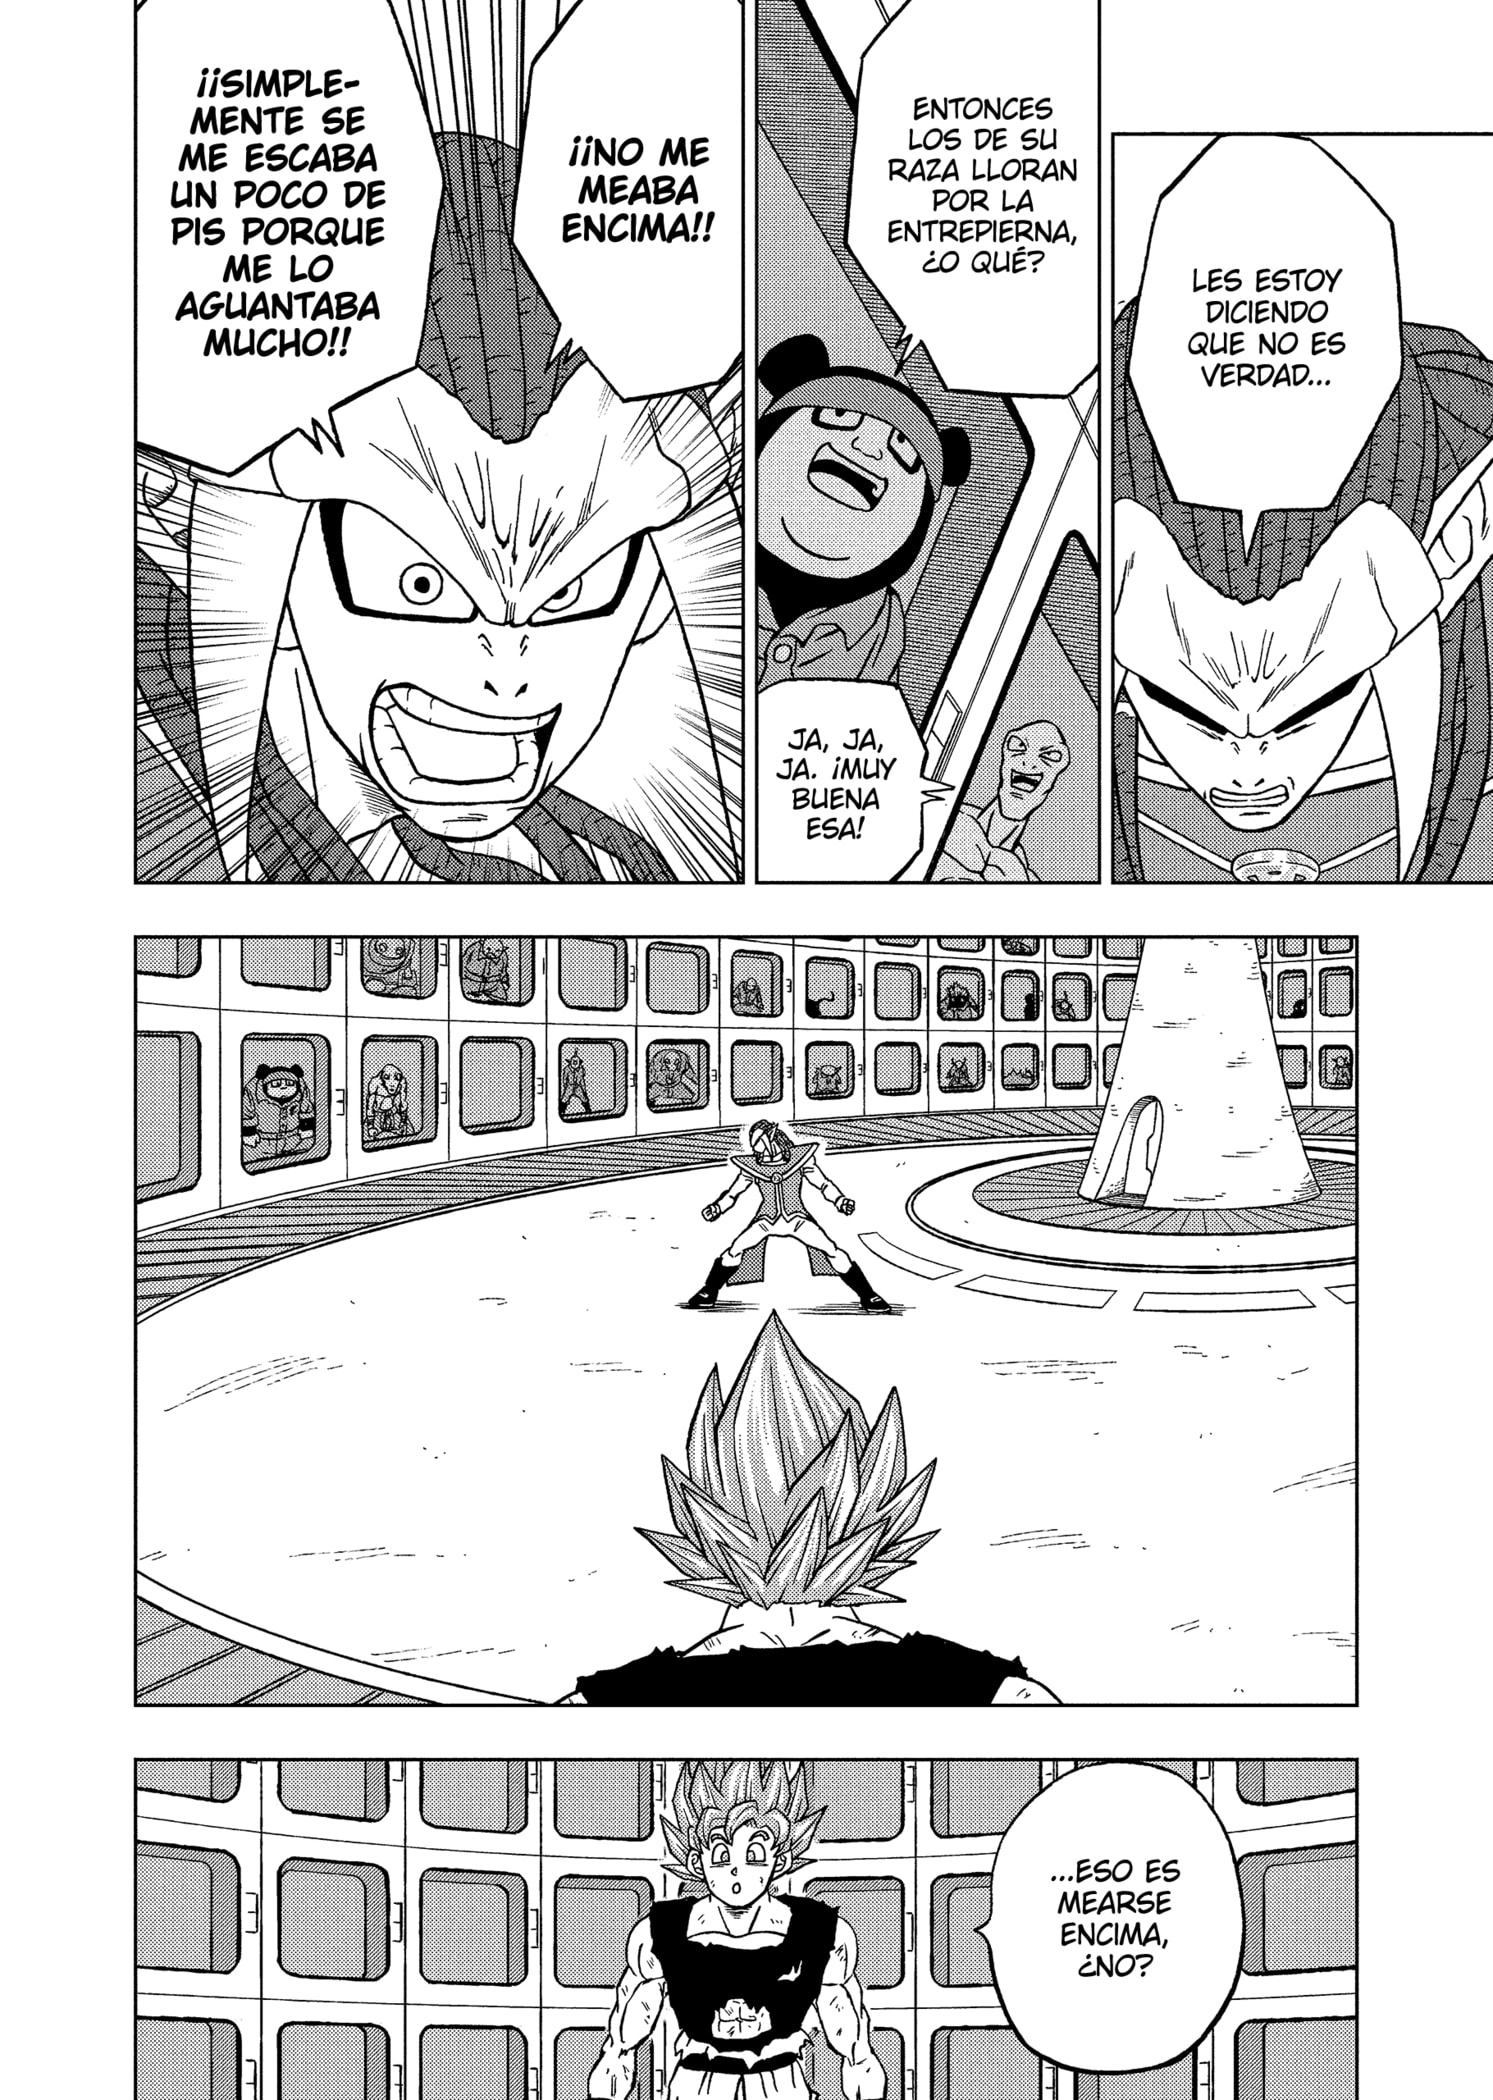 LES ESTOY
DICIENDO
QUE NO ES
VERDAD...
ENTONCES
LOS DE SU
RAZA LLORAN
POR LA
ENTREPIERNA,
¿O QUÉ?
JA, JA,
JA. ¡MUY
BUENA
ESA!
¡¡NO ME
MEABA
ENCIMA!!
¡¡SIMPLE-
MENTE SE
ME ESCABA
UN POCO DE
PIS PORQUE
ME LO
AGUANTABA
MUCHO!!
...ESO ES
MEARSE
ENCIMA,
¿NO?